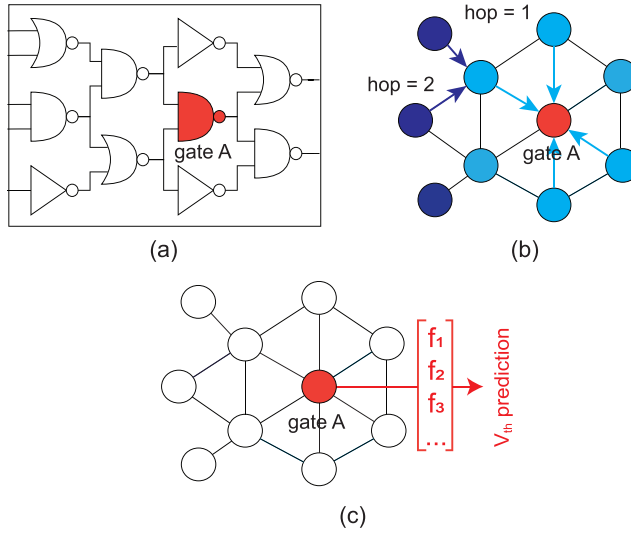 gate A
(a)
hop = 1
hop = 2
gate A
(b)
f₁
f₂
f₃
...
gate A
Vth prediction
(c)